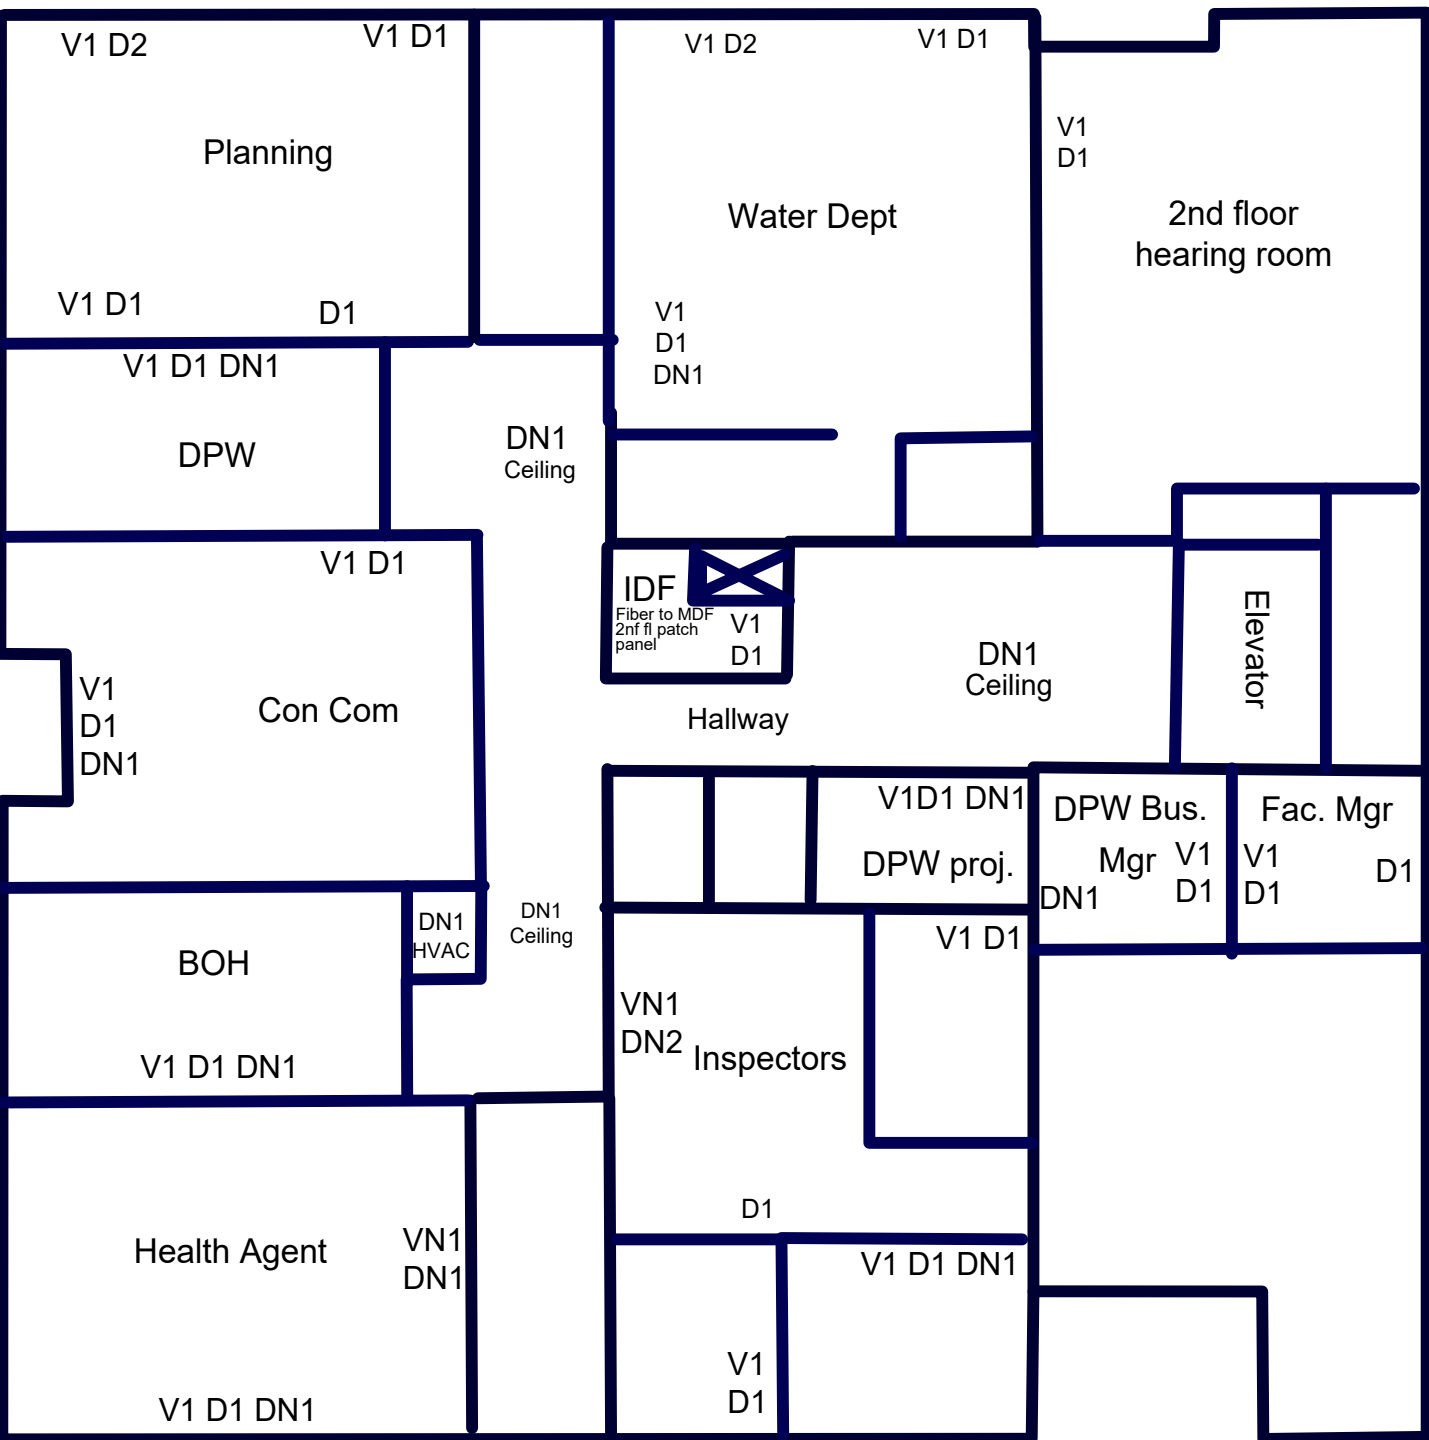 V1 D2
V1 D1
Planning
V1 D1
D1
V1 D2
V1 D1
Water Dept
V1
D1
DN1
V1
D1
2nd floor
hearing room
V1 D1 DN1
DPW
DN1
Ceiling
V1 D1
V1
D1
DN1
Con Com
IDF
Fiber to MDF
2nf fl patch
panel
V1
D1
Hallway
DN1
Ceiling
Elevator
V1D1 DN1
DPW proj.
DPW Bus.
Mgr
V1
D1
DN1
Fac. Mgr
V1
D1
D1
BOH
V1 D1 DN1
DN1
HVAC
DN1
Ceiling
V1 D1
VN1
DN2
Inspectors
D1
Health Agent
VN1
DN1
V1 D1 DN1
V1 D1 DN1
V1
D1